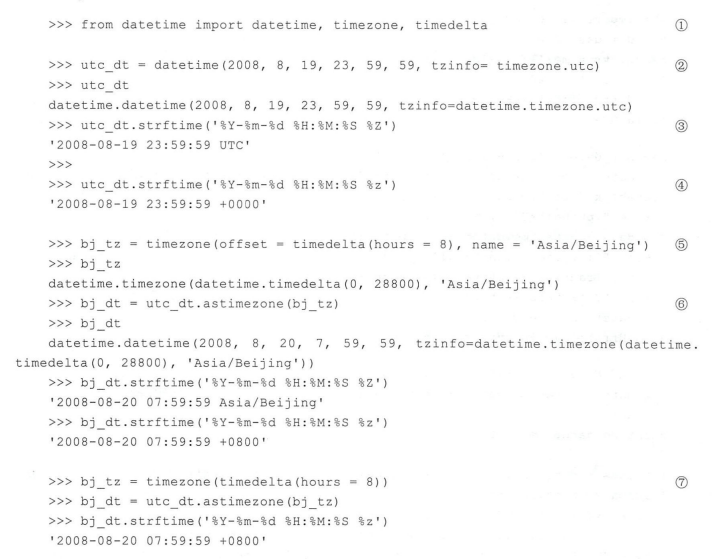 >>> from datetime import datetime, timezone, timedelta ①
>>> utc_dt = datetime(2008, 8, 19, 23, 59, 59, tzinfo= timezone.utc) ②
>>> utc_dt
datetime.datetime(2008, 8, 19, 23, 59, 59, tzinfo=datetime.timezone.utc)
>>> utc_dt.strftime('%Y-%m-%d %H:%M:%S %Z') ③
'2008-08-19 23:59:59 UTC'
>>>
>>> utc_dt.strftime('%Y-%m-%d %H:%M:%S %z') ④
'2008-08-19 23:59:59 +0000'
>>> bj_tz = timezone(offset = timedelta(hours = 8), name = 'Asia/Beijing') ⑤
>>> bj_tz
datetime.timezone(datetime.timedelta(0, 28800), 'Asia/Beijing')
>>> bj_dt = utc_dt.astimezone(bj_tz) ⑥
>>> bj_dt
datetime.datetime(2008, 8, 20, 7, 59, 59, tzinfo=datetime.timezone(datetime.
timedelta(0, 28800), 'Asia/Beijing'))
>>> bj_dt.strftime('%Y-%m-%d %H:%M:%S %Z')
'2008-08-20 07:59:59 Asia/Beijing'
>>> bj_dt.strftime('%Y-%m-%d %H:%M:%S %z')
'2008-08-20 07:59:59 +0800'
>>> bj_tz = timezone(timedelta(hours = 8)) ⑦
>>> bj_dt = utc_dt.astimezone(bj_tz)
>>> bj_dt.strftime('%Y-%m-%d %H:%M:%S %z')
'2008-08-20 07:59:59 +0800'